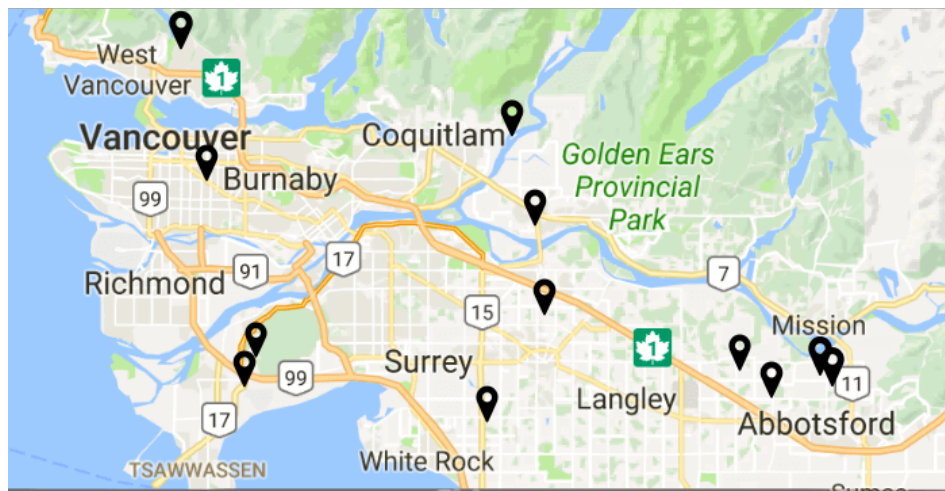 West
Vancouver
1
Vancouver
Coquitlam
Golden Ears
Provincial
Park
Burnaby
99
17
91
7
Richmond
15
Mission
1
Surrey
99
11
Langley
17
Abbotsford
White Rock
TSAWWASSEN